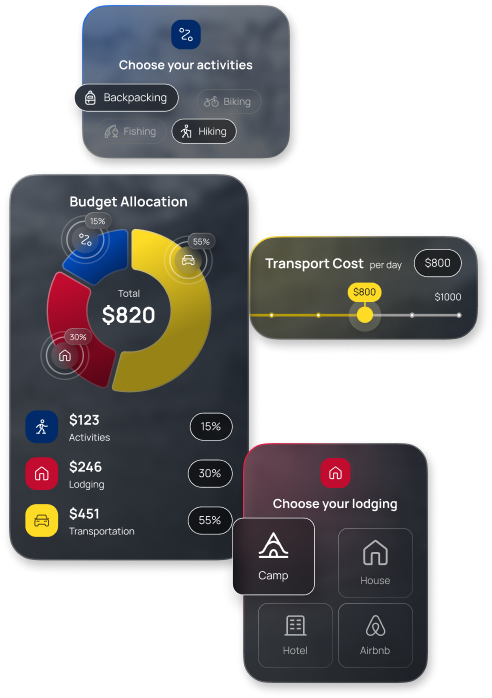 Choose your activities
Backpacking
Biking
Fishing
Hiking
Budget Allocation
15%
55%
Total
$820
30%
$123
Activities
15%
$246
Lodging
30%
$451
Transportation
55%
Transport Cost per day $800
$800
$1000
Choose your lodging
Camp
House
Hotel
Airbnb